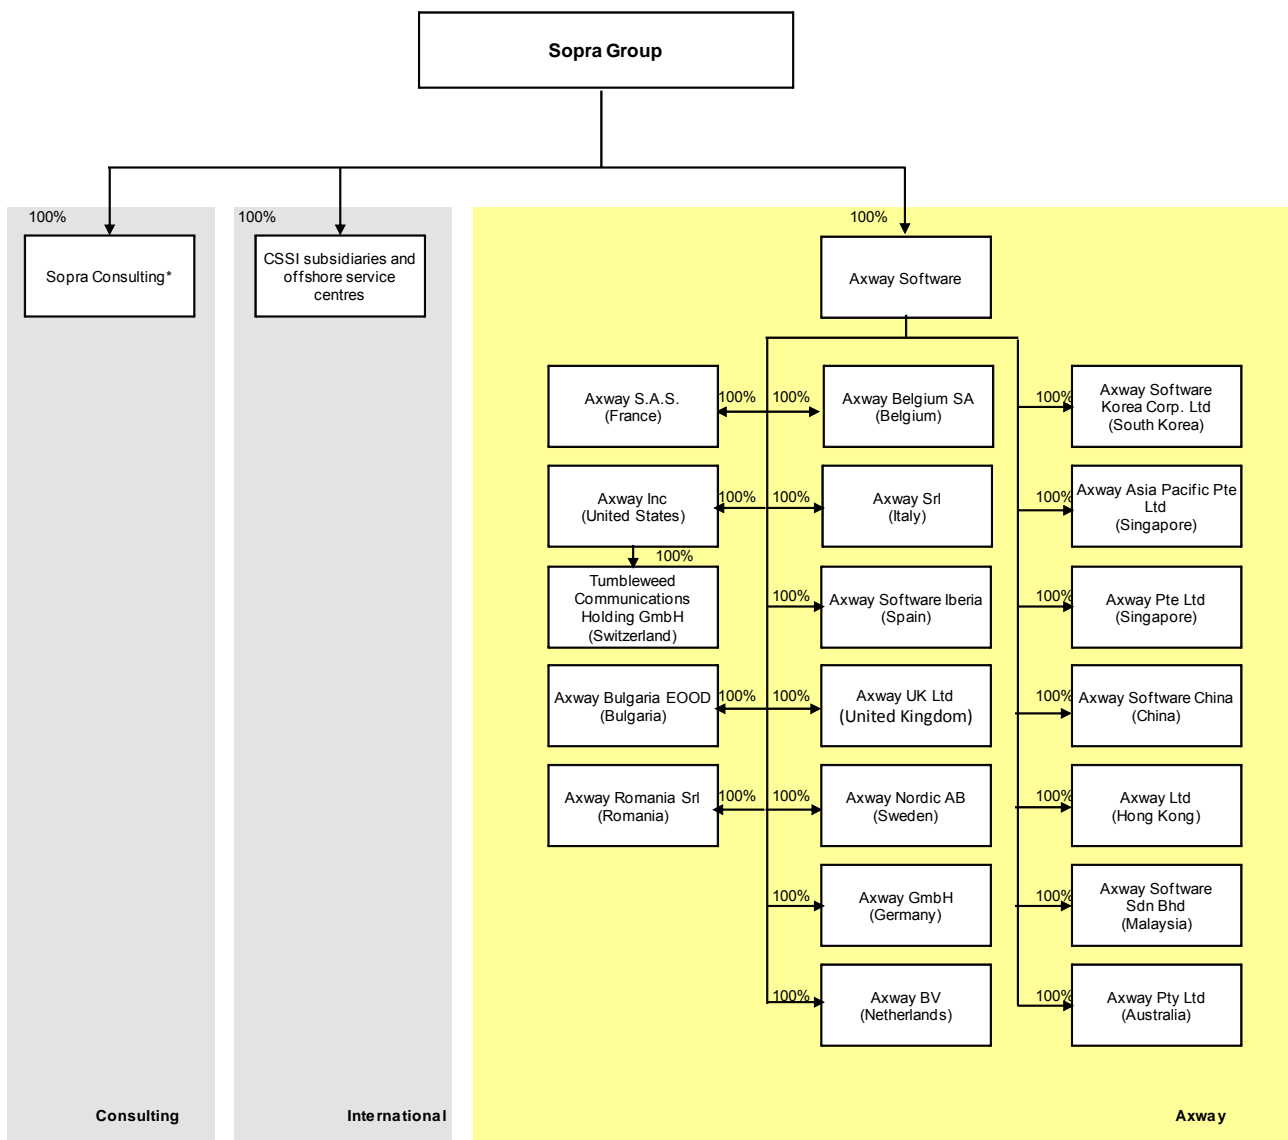 Sopra Group
100%
100%
100%
Sopra Consulting*
CSSI subsidiaries and
offshore service
centres
Axway Software
Axway S.A.S.
(France)
100%
100%
Axway Belgium SA
(Belgium)
100%
Axway Software
Korea Corp. Ltd
(South Korea)
Axway Inc
(United States)
100%
100%
Axway Srl
(Italy)
100%
Axway Asia Pacific Pte
Ltd
(Singapore)
100%
Tumbleweed
Communications
Holding GmbH
(Switzerland)
100%
Axway Software Iberia
(Spain)
100%
Axway Pte Ltd
(Singapore)
Axway Bulgaria EOOD
(Bulgaria)
100%
100%
Axway UK Ltd
(United Kingdom)
100%
Axway Software China
(China)
Axway Romania Srl
(Romania)
100%
100%
Axway Nordic AB
(Sweden)
100%
Axway Ltd
(Hong Kong)
100%
Axway GmbH
(Germany)
100%
Axway Software
Sdn Bhd
(Malaysia)
100%
Axway BV
(Netherlands)
100%
Axway Pty Ltd
(Australia)
Consulting
International
Axway